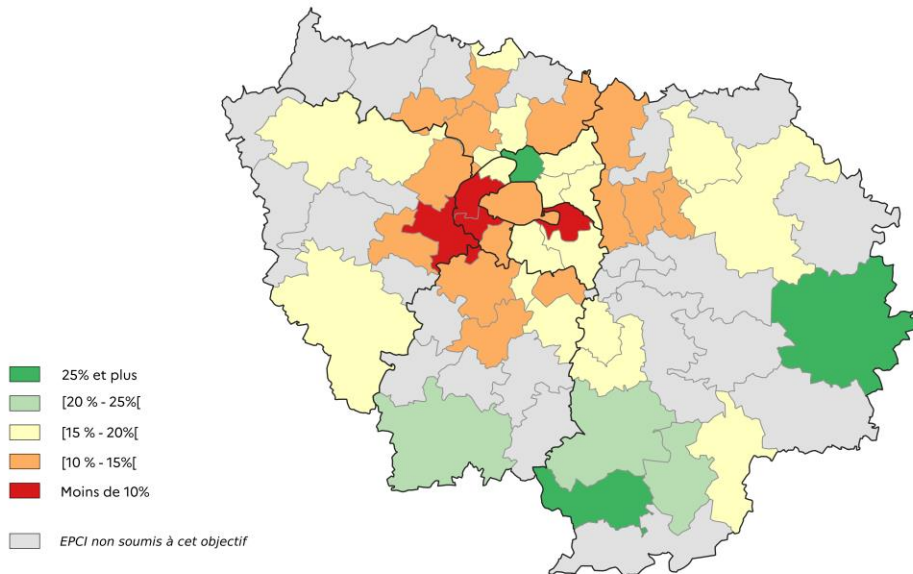 25% et plus
[20 % - 25%[
[15 % - 20%[
[10 % - 15%[
Moins de 10%
EPCI non soumis à cet objectif